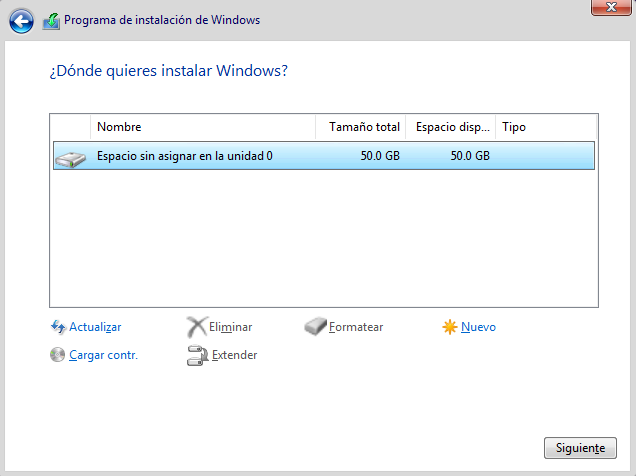 Programa de instalación de Windows
¿Dónde quieres instalar Windows?
Nombre Tamaño total Espacio disp... Tipo
Espacio sin asignar en la unidad 0 50.0 GB 50.0 GB
Actualizar Eliminar Formatear Nuevo
Cargar contr. Extender
Siguiente